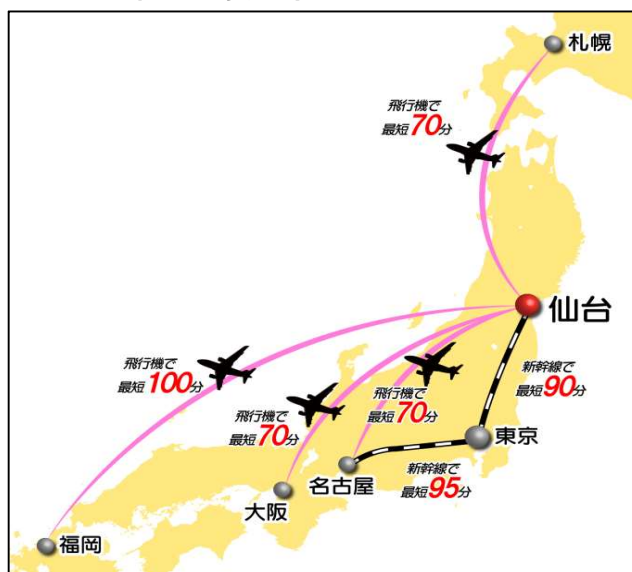 札幌
飛行機で
最短70分
仙台
飛行機で
最短100分
飛行機で
最短70分
飛行機で
最短70分
新幹線で
最短90分
東京
名古屋
新幹線で
最短95分
大阪
福岡